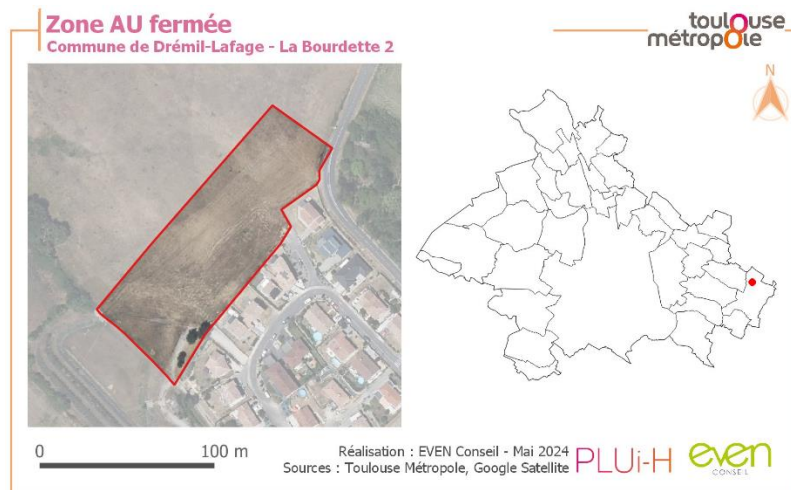 Zone AU fermée
Commune de Drémil-Lafage - La Bourdette 2
toulouse
métropole
N
0 100 m
Réalisation : EVEN Conseil - Mai 2024
Sources : Toulouse Métropole, Google Satellite
PLUi-H
even
CONSEIL